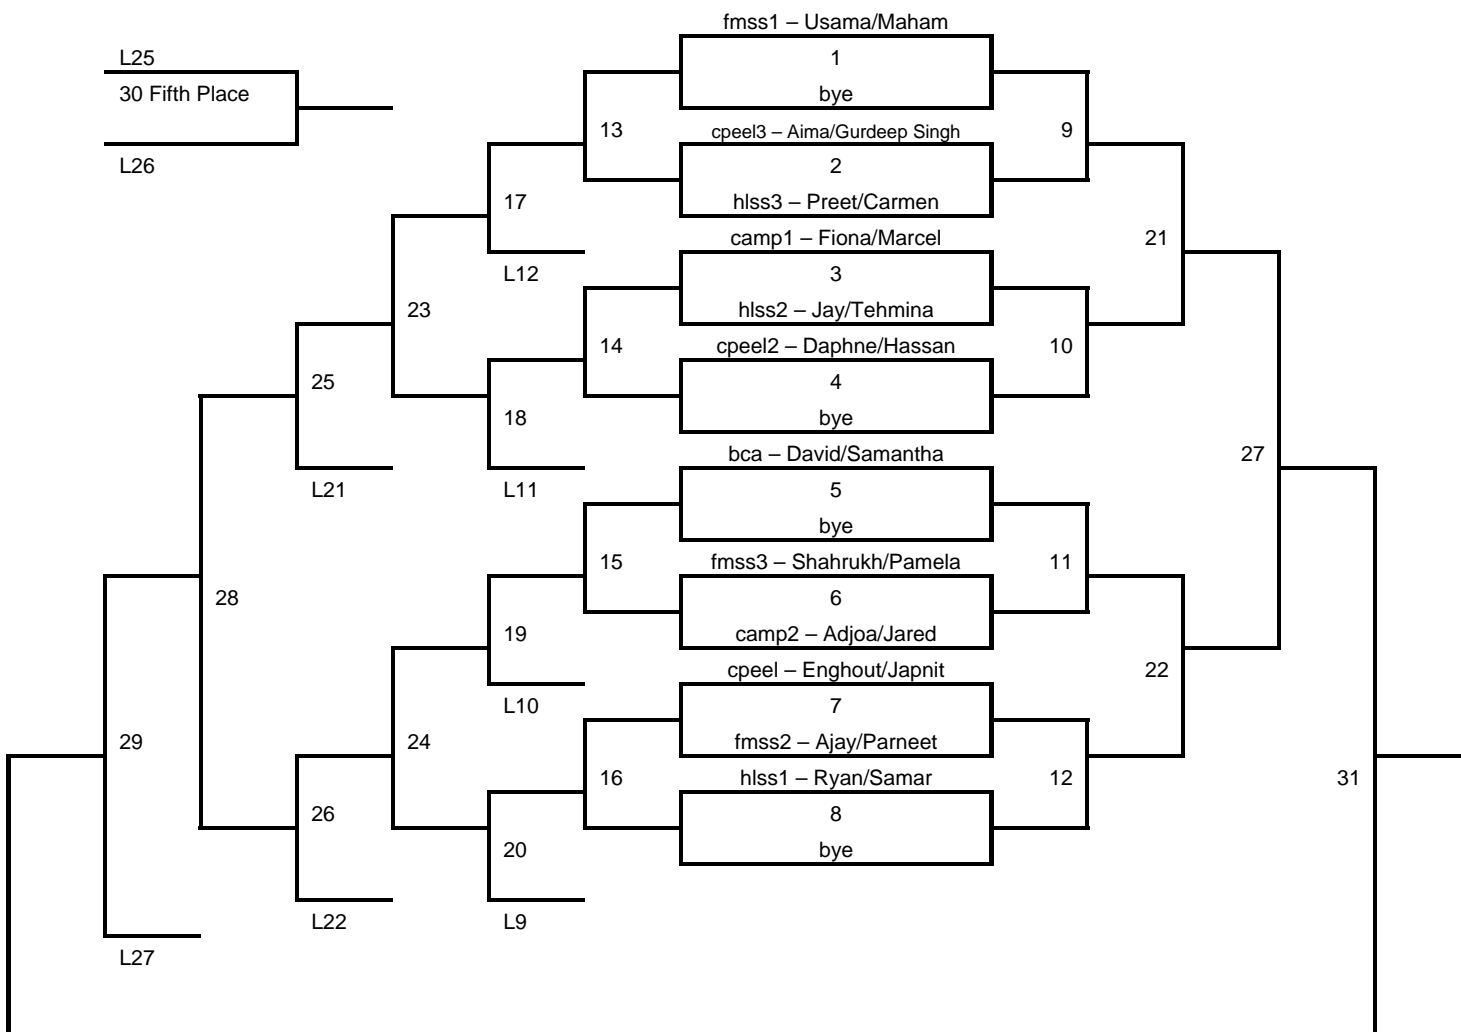 fmss1 – Usama/Maham
L25
1
30 Fifth Place
bye
13
cpeel3 – Aima/Gurdeep Singh
9
L26
2
17
hlss3 – Preet/Carmen
camp1 – Fiona/Marcel
21
L12
3
23
hlss2 – Jay/Tehmina
14
cpeel2 – Daphne/Hassan
10
25
4
18
bye
bca – David/Samantha
27
L21
L11
5
bye
15
fmss3 – Shahrukh/Pamela
11
28
6
19
camp2 – Adjoa/Jared
cpeel – Enghout/Japnit
22
L10
7
29
24
fmss2 – Ajay/Parneet
16
hlss1 – Ryan/Samar
12
31
26
8
20
bye
L22
L9
L27